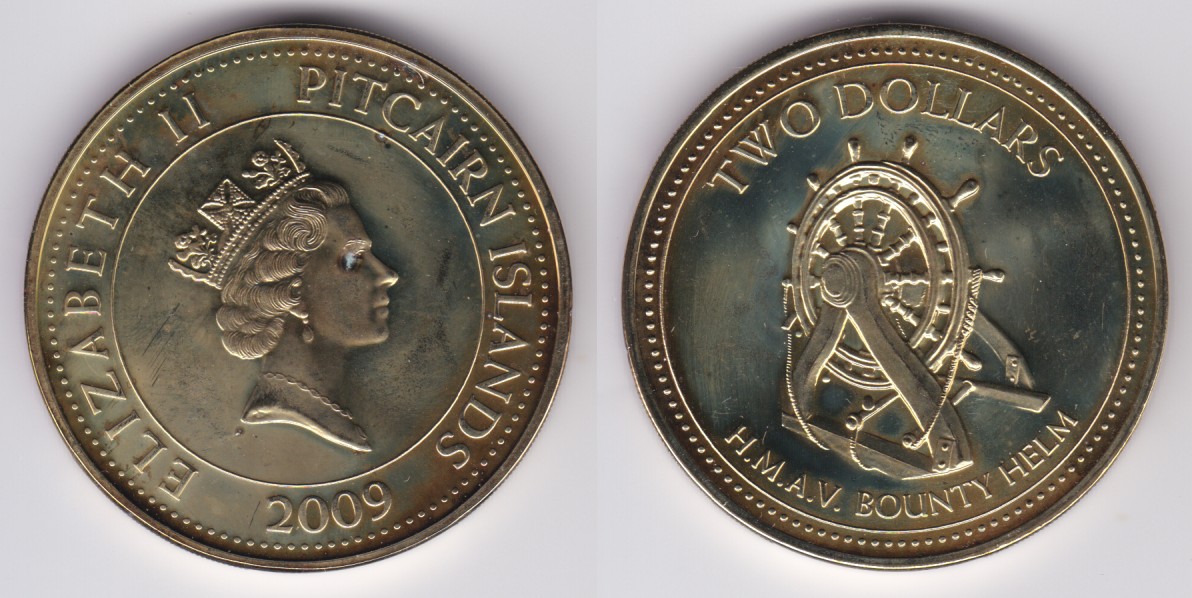 ELIZABETH II PITCAIRN ISLANDS
2009
TWO DOLLARS
H.M.A.V. BOUNTY HELM